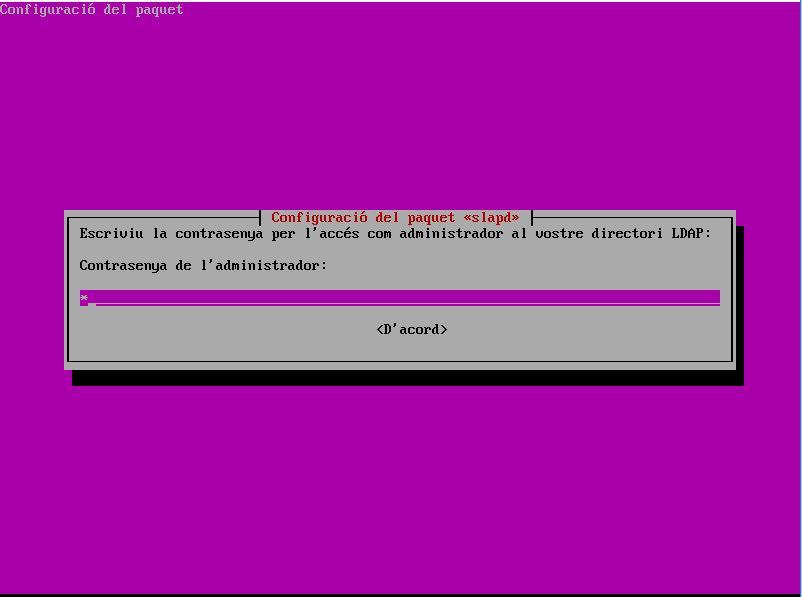 Configuració del paquet
Configuració del paquet «slapd»
Escriviu la contrasenya per l'accés com administrador al vostre directori LDAP:
Contrasenya de l'administrador:
*
<D'acord>